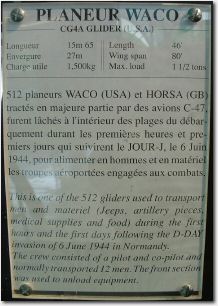 PLANEUR WACO
CG4A GLIDER (U.S.A.)
Longueur 15m 65 Length 46'
Envergure 27m Wing span 80'
Charge utile 1,500kg Max. load 1 1/2 tons
512 planeurs WACO (USA) et HORSA (GB)
tractés en majeure partie par des avions C-47,
furent lâchés à l'intérieur des plages du débar-
quement durant les premières heures et pre-
miers jours qui suivirent le JOUR-J, le 6 Juin
1944, pour alimenter en hommes et en matériel
les troupes aéroportées engagées aux combats.
This is one of the 512 gliders used to transport
men and materiel (Jeeps, artillery pieces,
medical supplies and food) during the first
hours and the first days following the D-DAY
invasion of 6 June 1944 in Normandy.
The crew consisted of a pilot and co-pilot and
normally transported 12 men. The front section
was used to unload equipment.